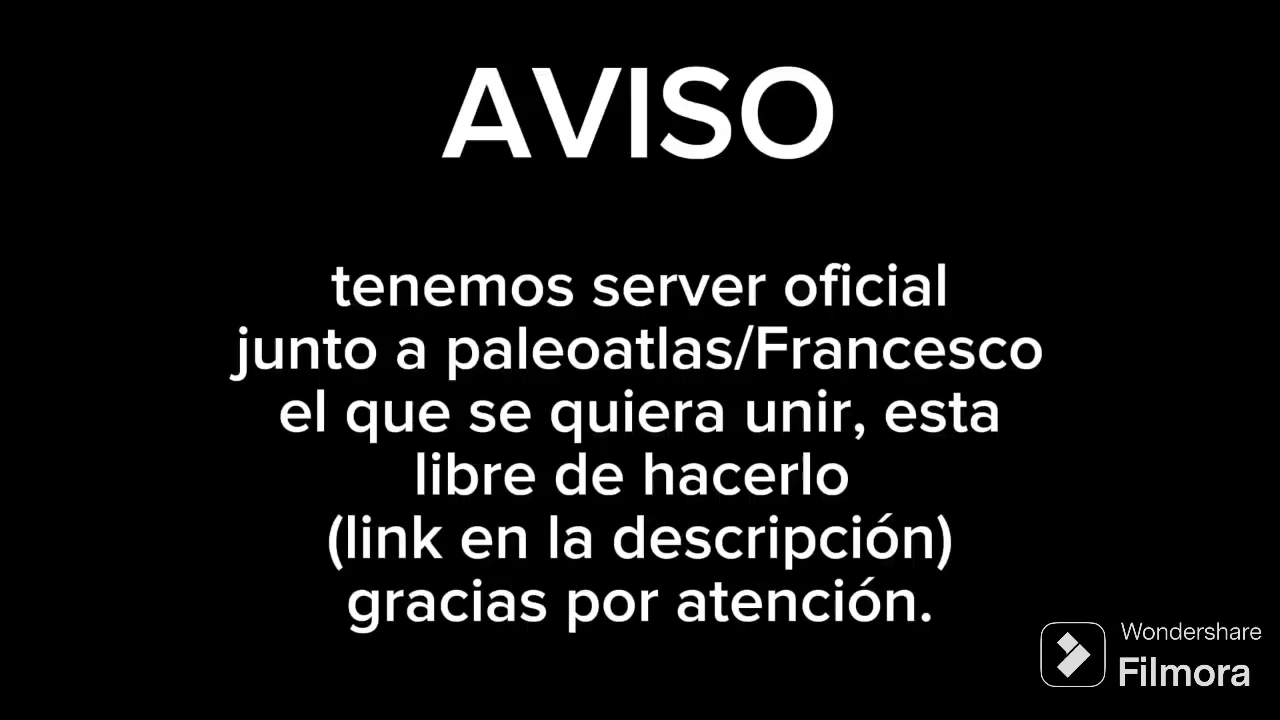 AVISO
tenemos server oficial
junto a paleoatlas/Francesco
el que se quiera unir, esta
libre de hacerlo
(link en la descripción)
gracias por atención.
Wondershare
Filmora